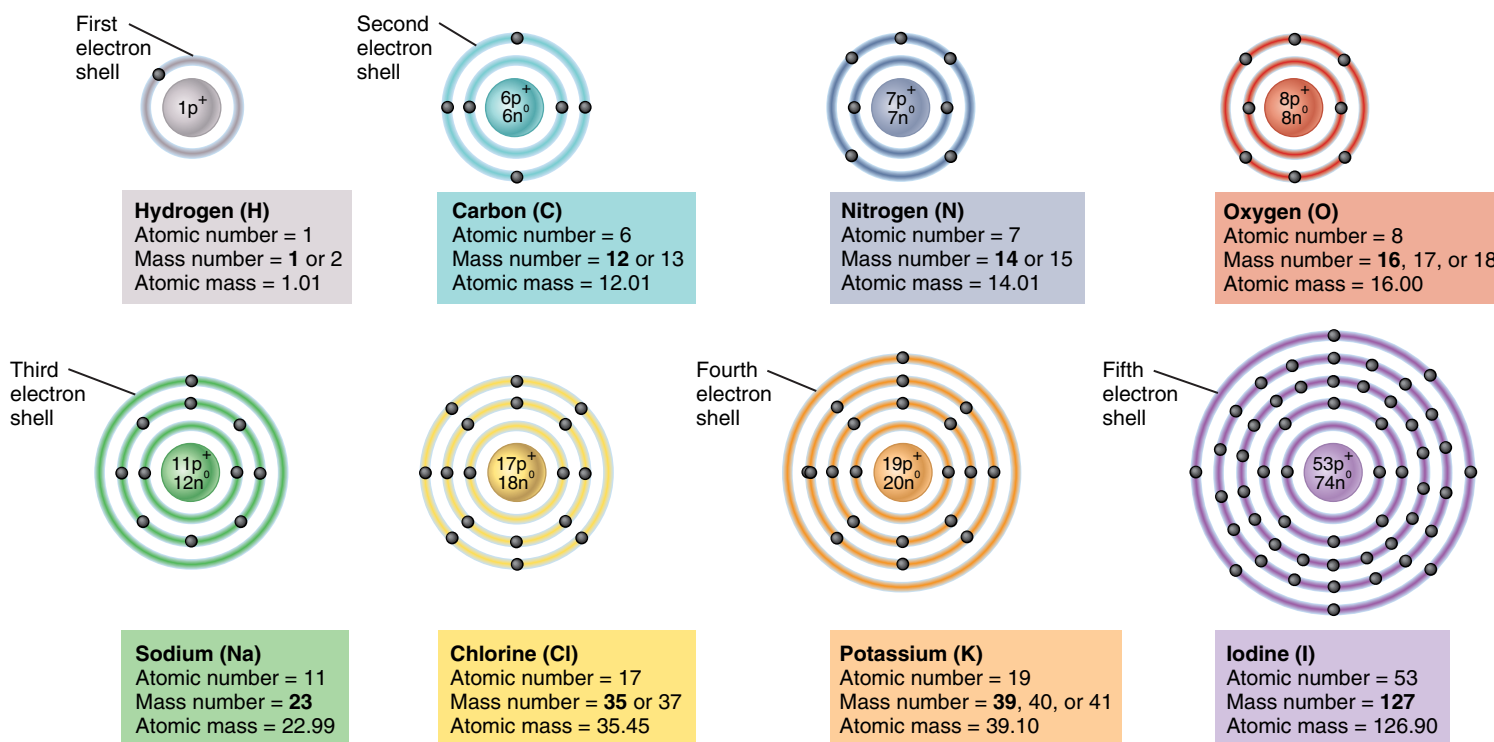 First
electron
shell
1p+
Hydrogen (H)
Atomic number = 1
Mass number = 1 or 2
Atomic mass = 1.01
Second
electron
shell
6p+
6n0
Carbon (C)
Atomic number = 6
Mass number = 12 or 13
Atomic mass = 12.01
7p+
7n0
Nitrogen (N)
Atomic number = 7
Mass number = 14 or 15
Atomic mass = 14.01
8p+
8n0
Oxygen (O)
Atomic number = 8
Mass number = 16, 17, or 18
Atomic mass = 16.00
Third
electron
shell
11p+
12n0
Sodium (Na)
Atomic number = 11
Mass number = 23
Atomic mass = 22.99
17p+
18n0
Chlorine (Cl)
Atomic number = 17
Mass number = 35 or 37
Atomic mass = 35.45
Fourth
electron
shell
19p+
20n0
Potassium (K)
Atomic number = 19
Mass number = 39, 40, or 41
Atomic mass = 39.10
Fifth
electron
shell
53p+
74n0
Iodine (I)
Atomic number = 53
Mass number = 127
Atomic mass = 126.90